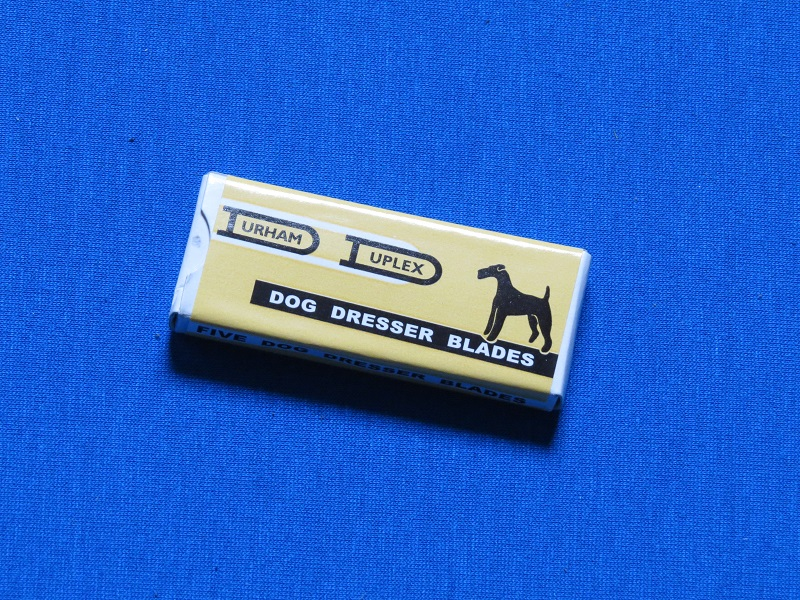 DURHAM DUPLEX
DOG DRESSER BLADES
FIVE DOG DRESSER BLADES